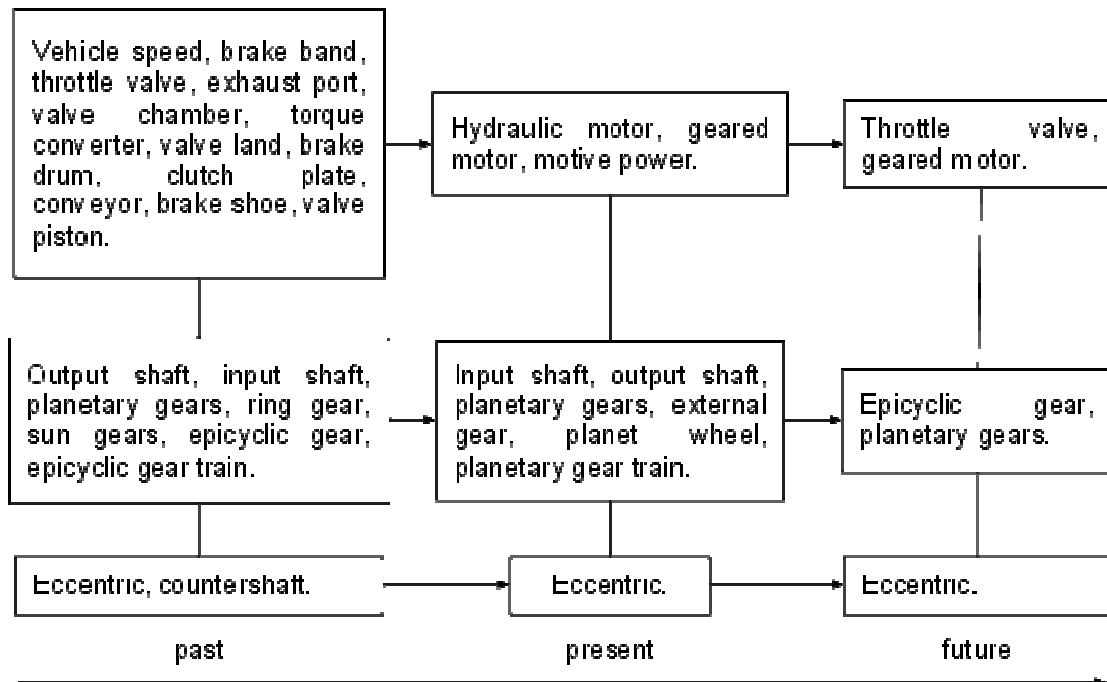 Vehicle speed, brake band,
throttle valve, exhaust port,
valve chamber, torque
converter, valve land, brake
drum, clutch plate,
conveyor, brake shoe, valve
piston.
Hydraulic motor, geared
motor, motive power.
Throttle valve,
geared motor.
Output shaft, input shaft,
planetary gears, ring gear,
sun gears, epicyclic gear,
epicyclic gear train.
Input shaft, output shaft,
planetary gears, external
gear, planet wheel,
planetary gear train.
Epicyclic gear,
planetary gears.
Eccentric, countershaft.
Eccentric.
Eccentric.
past
present
future